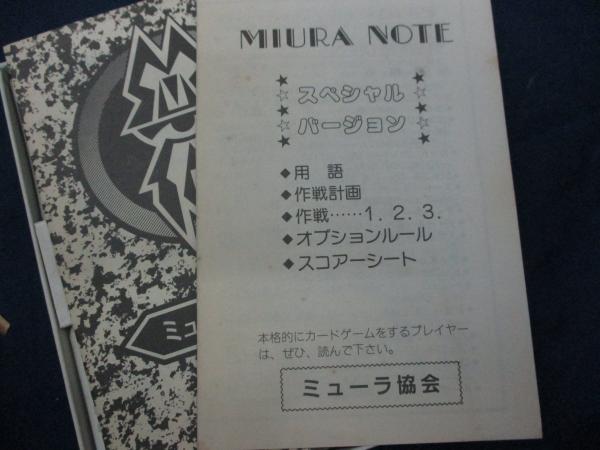 MIURA NOTE
スペシャル
バージョン
◆用 語
◆作戦計画
◆作戦……1. 2. 3.
◆オプションルール
◆スコアーシート
本格的にカードゲームをするプレイヤー
は、ぜひ、読んで下さい。
ミューラ協会
ミュ